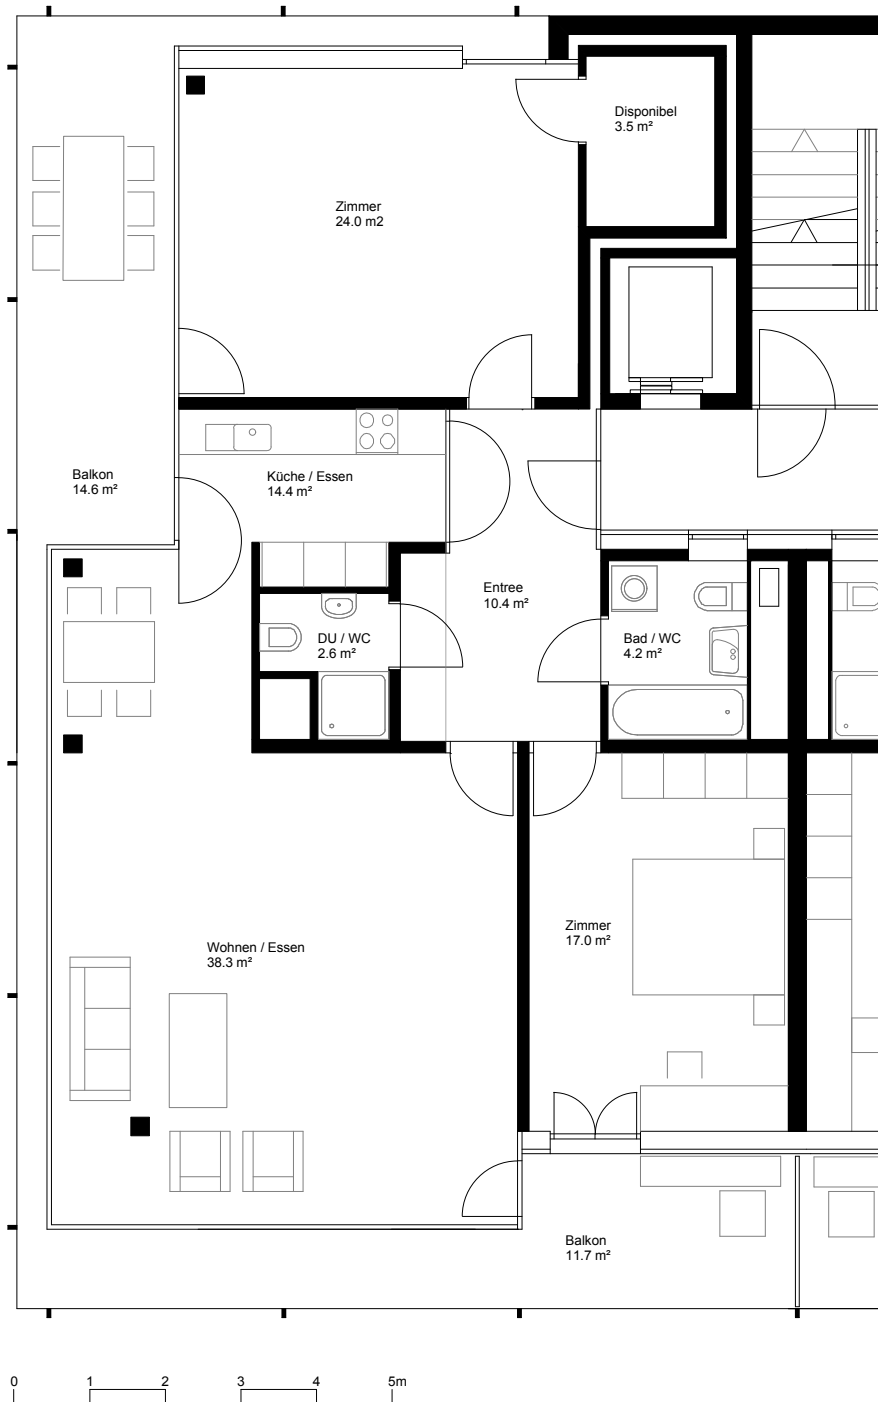 Disponibel
3.5 m²
Zimmer
24.0 m2
Balkon
14.6 m²
Küche / Essen
14.4 m²
Entree
10.4 m²
DU / WC
2.6 m²
Bad / WC
4.2 m²
Wohnen / Essen
38.3 m²
Zimmer
17.0 m²
Balkon
11.7 m²
0 1 2 3 4 5m